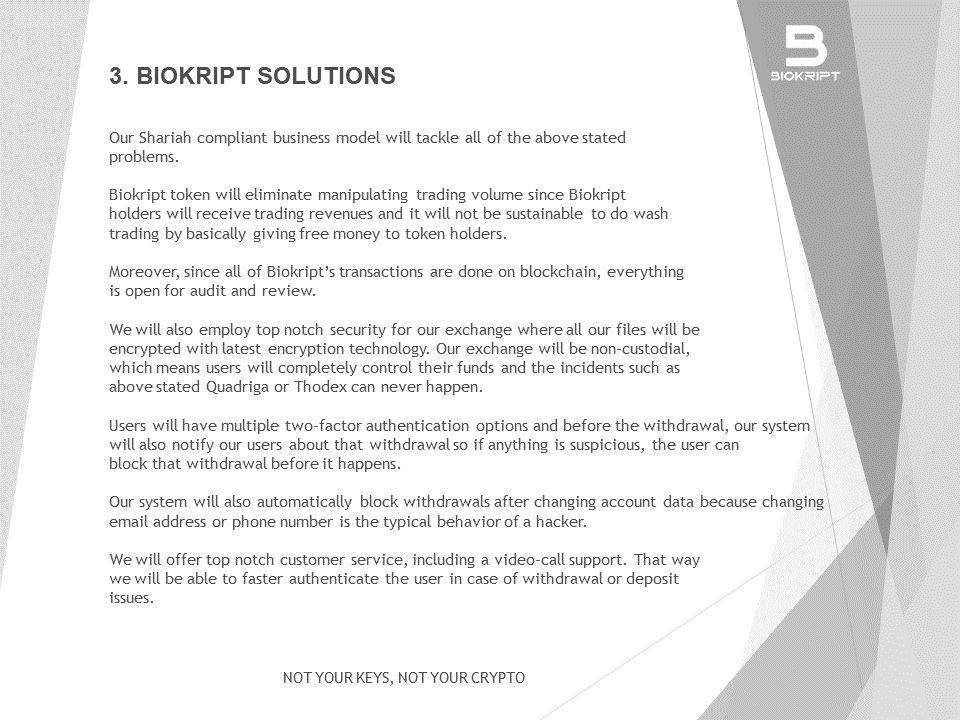 BIOKRIPT
3. BIOKRIPT SOLUTIONS
Our Shariah compliant business model will tackle all of the above stated
problems.
Biokript token will eliminate manipulating trading volume since Biokript
holders will receive trading revenues and it will not be sustainable to do wash
trading by basically giving free money to token holders.
Moreover, since all of Biokript's transactions are done on blockchain, everything
is open for audit and review.
We will also employ top notch security for our exchange where all our files will be
encrypted with latest encryption technology. Our exchange will be non-custodial,
which means users will completely control their funds and the incidents such as
above stated Quadriga or Thodex can never happen.
Users will have multiple two-factor authentication options and before the withdrawal, our system
will also notify our users about that withdrawal so if anything is suspicious, the user can
block that withdrawal before it happens.
Our system will also automatically block withdrawals after changing account data because changing
email address or phone number is the typical behavior of a hacker.
We will offer top notch customer service, including a video-call support. That way
we will be able to faster authenticate the user in case of withdrawal or deposit
issues.
NOT YOUR KEYS, NOT YOUR CRYPTO